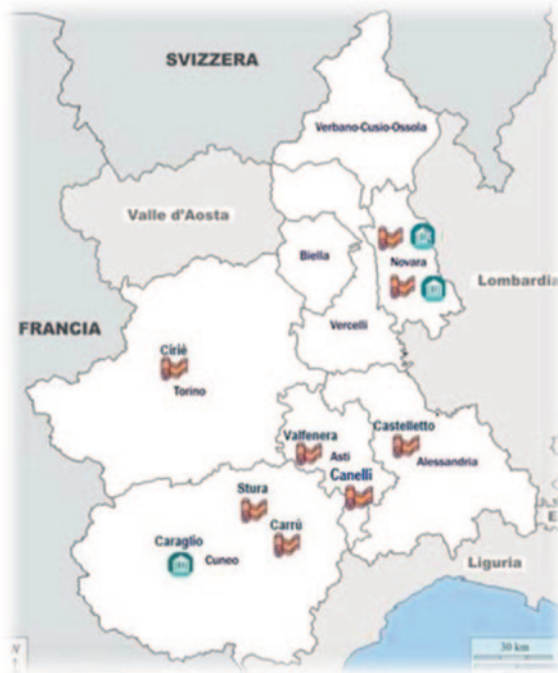 SVIZZERA
Verbano-Cusio-Ossola
Valle d'Aosta
Biella
Novara
Lombardia
FRANCIA
Vercelli
Ciriè
Torino
Valfenera
Castelletto
Asti
Alessandria
Canelli
Stura
Carrù
Caraglio
Cuneo
Liguria
E
N
30 km